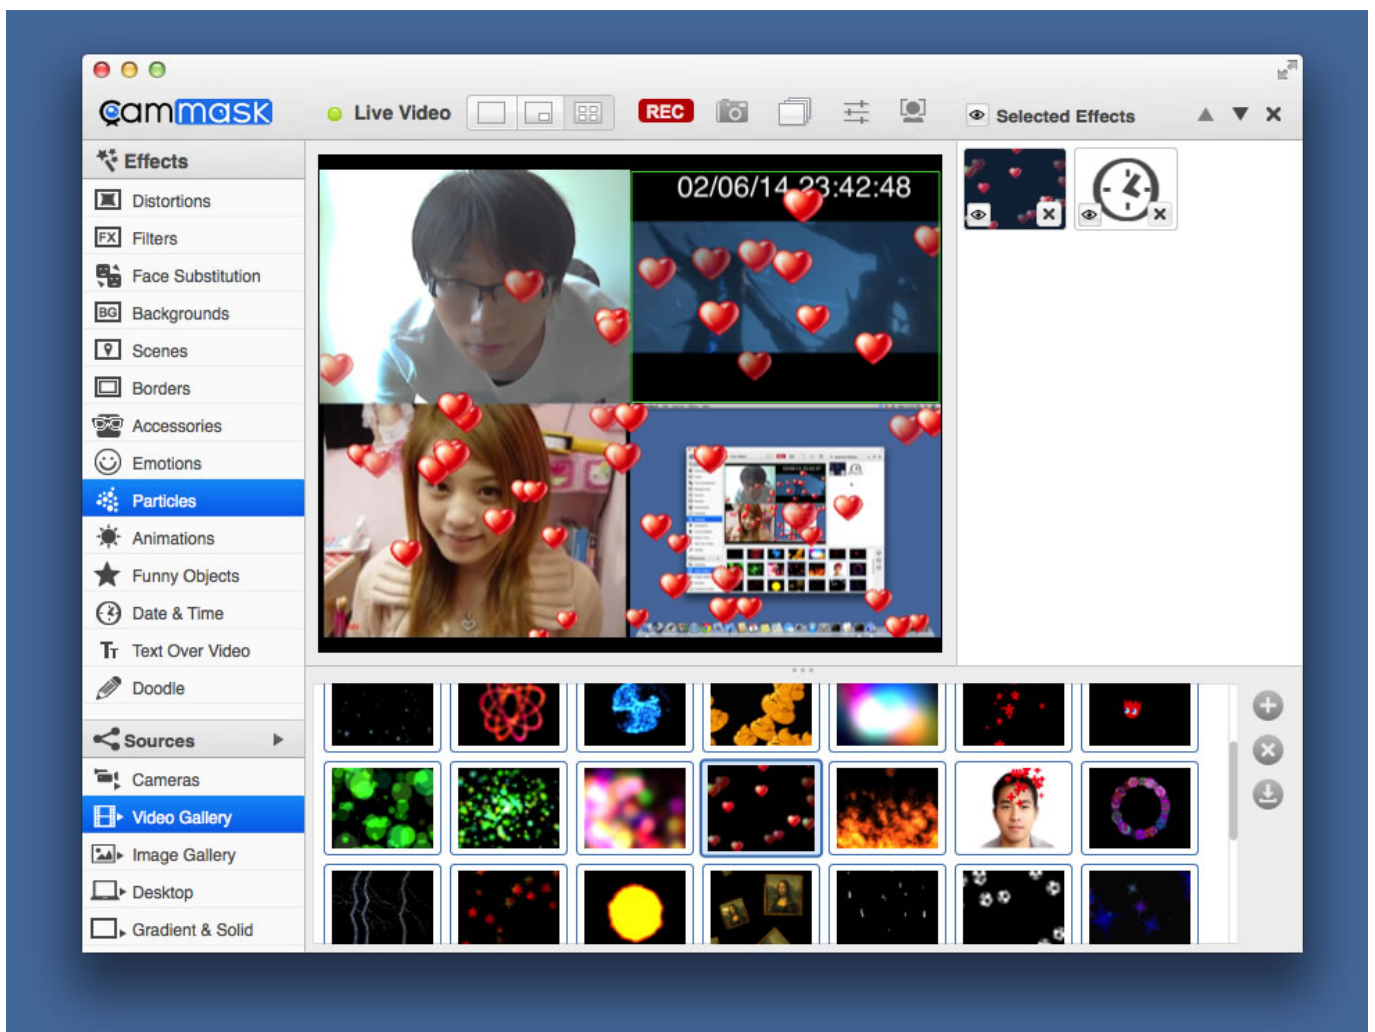 Cammask
Live Video
REC
Selected Effects
Effects
Distortions
FX Filters
Face Substitution
BG Backgrounds
Scenes
Borders
Accessories
Emotions
Particles
Animations
Funny Objects
Date & Time
TT Text Over Video
Doodle
Sources
Cameras
Video Gallery
Image Gallery
Desktop
Gradient & Solid
02/06/14 23:42:48